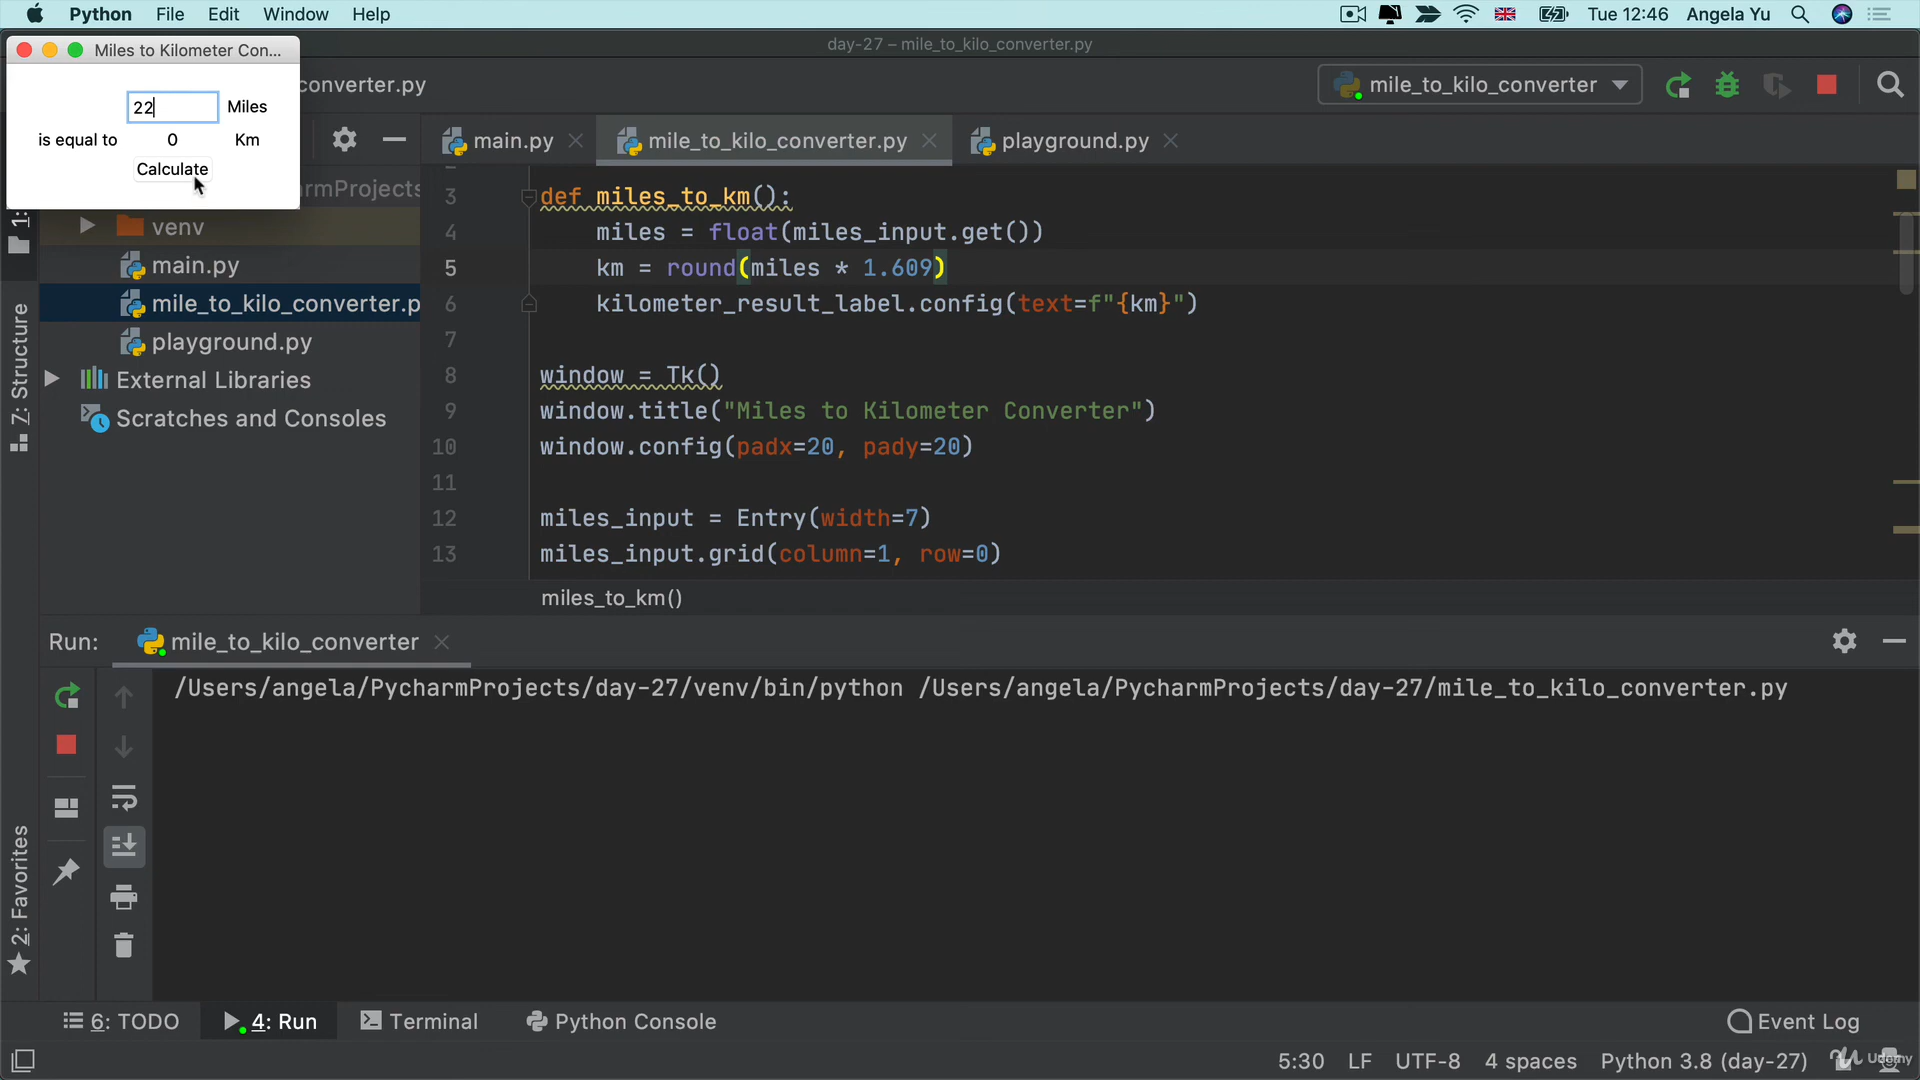 Python File Edit Window Help
Tue 12:46 Angela Yu
day-27 – mile_to_kilo_converter.py
Miles to Kilometer Con...
22 Miles
is equal to 0 Km
Calculate
converter.py
mile_to_kilo_converter
main.py
mile_to_kilo_converter.py
playground.py
armProjects
venv
main.py
mile_to_kilo_converter.p
playground.py
External Libraries
Scratches and Consoles
1:
7: Structure
2: Favorites
3 def miles_to_km():
4 miles = float(miles_input.get())
5 km = round(miles * 1.609)
6 kilometer_result_label.config(text=f"{km}")
7
8 window = Tk()
9 window.title("Miles to Kilometer Converter")
10 window.config(padx=20, pady=20)
11
12 miles_input = Entry(width=7)
13 miles_input.grid(column=1, row=0)
miles_to_km()
Run: mile_to_kilo_converter
/Users/angela/PycharmProjects/day-27/venv/bin/python /Users/angela/PycharmProjects/day-27/mile_to_kilo_converter.py
6: TODO
4: Run
Terminal
Python Console
Event Log
5:30 LF UTF-8 4 spaces Python 3.8 (day-27)
Udemy